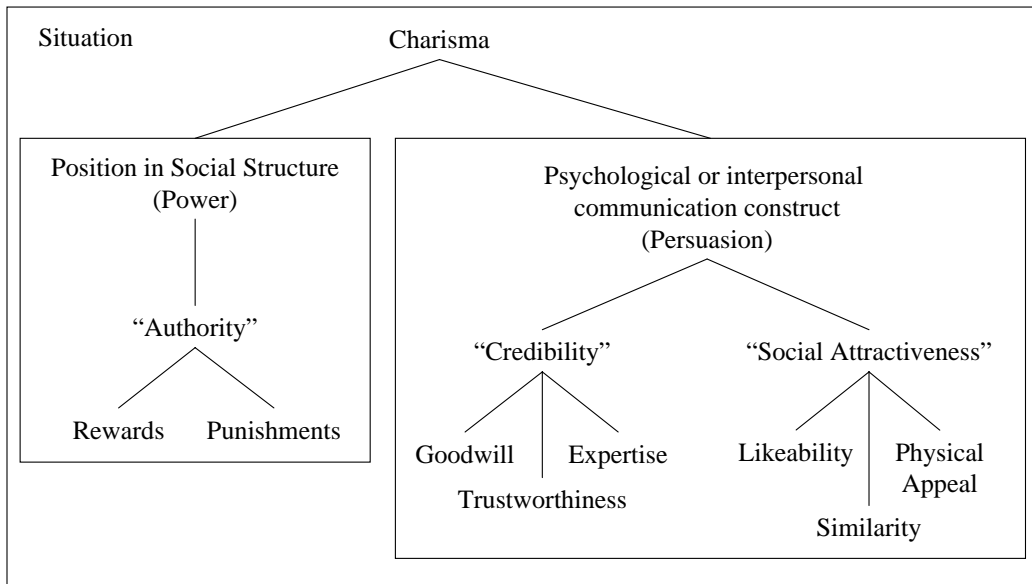 Situation
Charisma
Position in Social Structure
(Power)
“Authority”
Rewards
Punishments
Psychological or interpersonal
communication construct
(Persuasion)
“Credibility”
Goodwill
Trustworthiness
Expertise
“Social Attractiveness”
Likeability
Similarity
Physical
Appeal